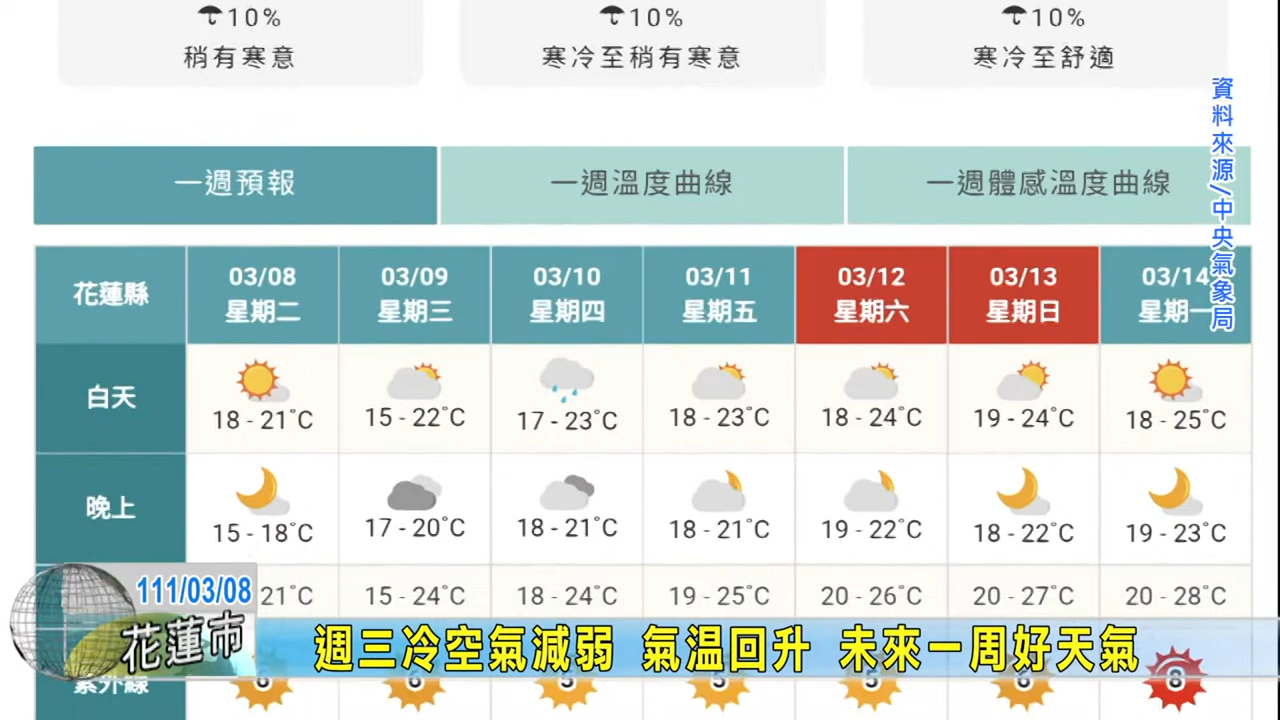 10%
10%
10%
稍有寒意
寒冷至稍有寒意
寒冷至舒適
資料來源/中央氣象局
一週預報
一週溫度曲線
一週體感溫度曲線
花蓮縣
03/08 星期二
03/09 星期三
03/10 星期四
03/11 星期五
03/12 星期六
03/13 星期日
03/14 星期一
白天
18 - 21°C
15 - 22°C
17 - 23°C
18 - 23°C
18 - 24°C
19 - 24°C
18 - 25°C
晚上
15 - 18°C
17 - 20°C
18 - 21°C
18 - 21°C
19 - 22°C
18 - 22°C
19 - 23°C
21°C
15 - 24°C
18 - 24°C
19 - 25°C
20 - 26°C
20 - 27°C
20 - 28°C
111/03/08
花蓮市
週三冷空氣減弱 氣溫回升 未來一周好天氣
紫外線
8